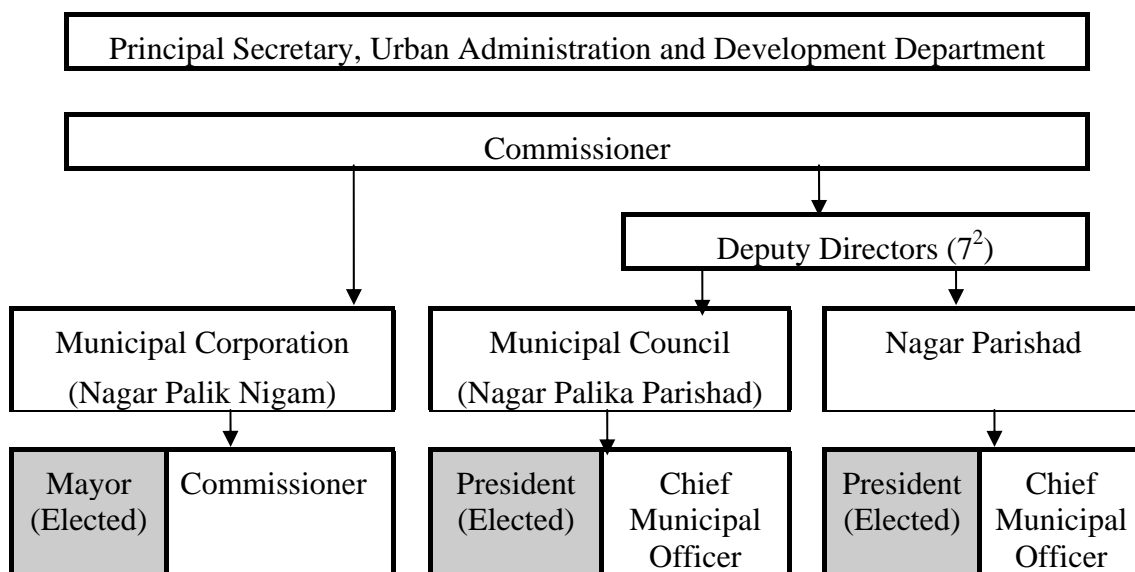 Principal Secretary, Urban Administration and Development Department
Commissioner
Deputy Directors (7²)
Municipal Corporation
(Nagar Palik Nigam)
Municipal Council
(Nagar Palika Parishad)
Nagar Parishad
Mayor
(Elected)
Commissioner
President
(Elected)
Chief
Municipal
Officer
President
(Elected)
Chief
Municipal
Officer